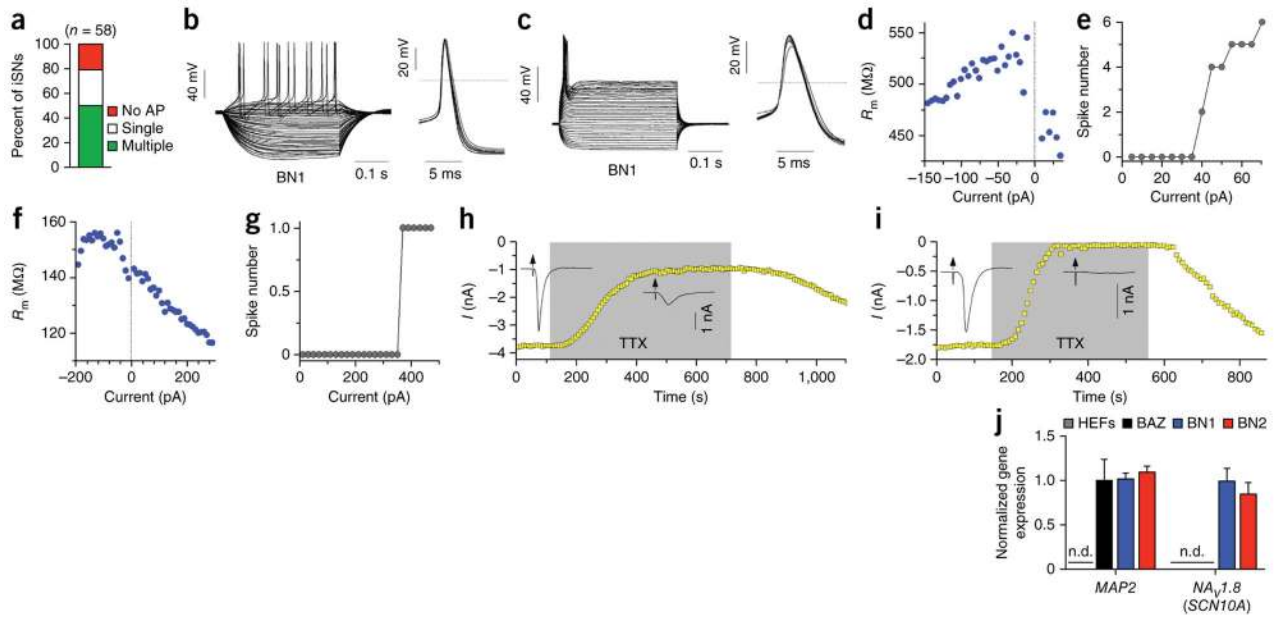 a
(n = 58)
100
80
60
40
20
0
Percent of iSNs
No AP
Single
Multiple
b
40 mV
20 mV
BN1
0.1 s
5 ms
c
40 mV
20 mV
BN1
0.1 s
5 ms
d
550
500
450
Rm (MΩ)
−150
−100
−50
0
Current (pA)
e
6
4
2
0
Spike number
0
20
40
60
Current (pA)
f
160
140
120
Rm (MΩ)
−200
0
200
Current (pA)
g
1.0
0.5
0
Spike number
0
200
400
Current (pA)
h
0
−1
−2
−3
−4
I (nA)
1 nA
TTX
0
200
400
600
800
1,000
Time (s)
i
0
−0.5
−1.0
−1.5
−2.0
I (nA)
1 nA
TTX
0
200
400
600
800
Time (s)
j
HEFs BAZ BN1 BN2
1.5
1.0
0.5
0
Normalized gene
expression
n.d.
n.d.
MAP2
NAV1.8
(SCN10A)